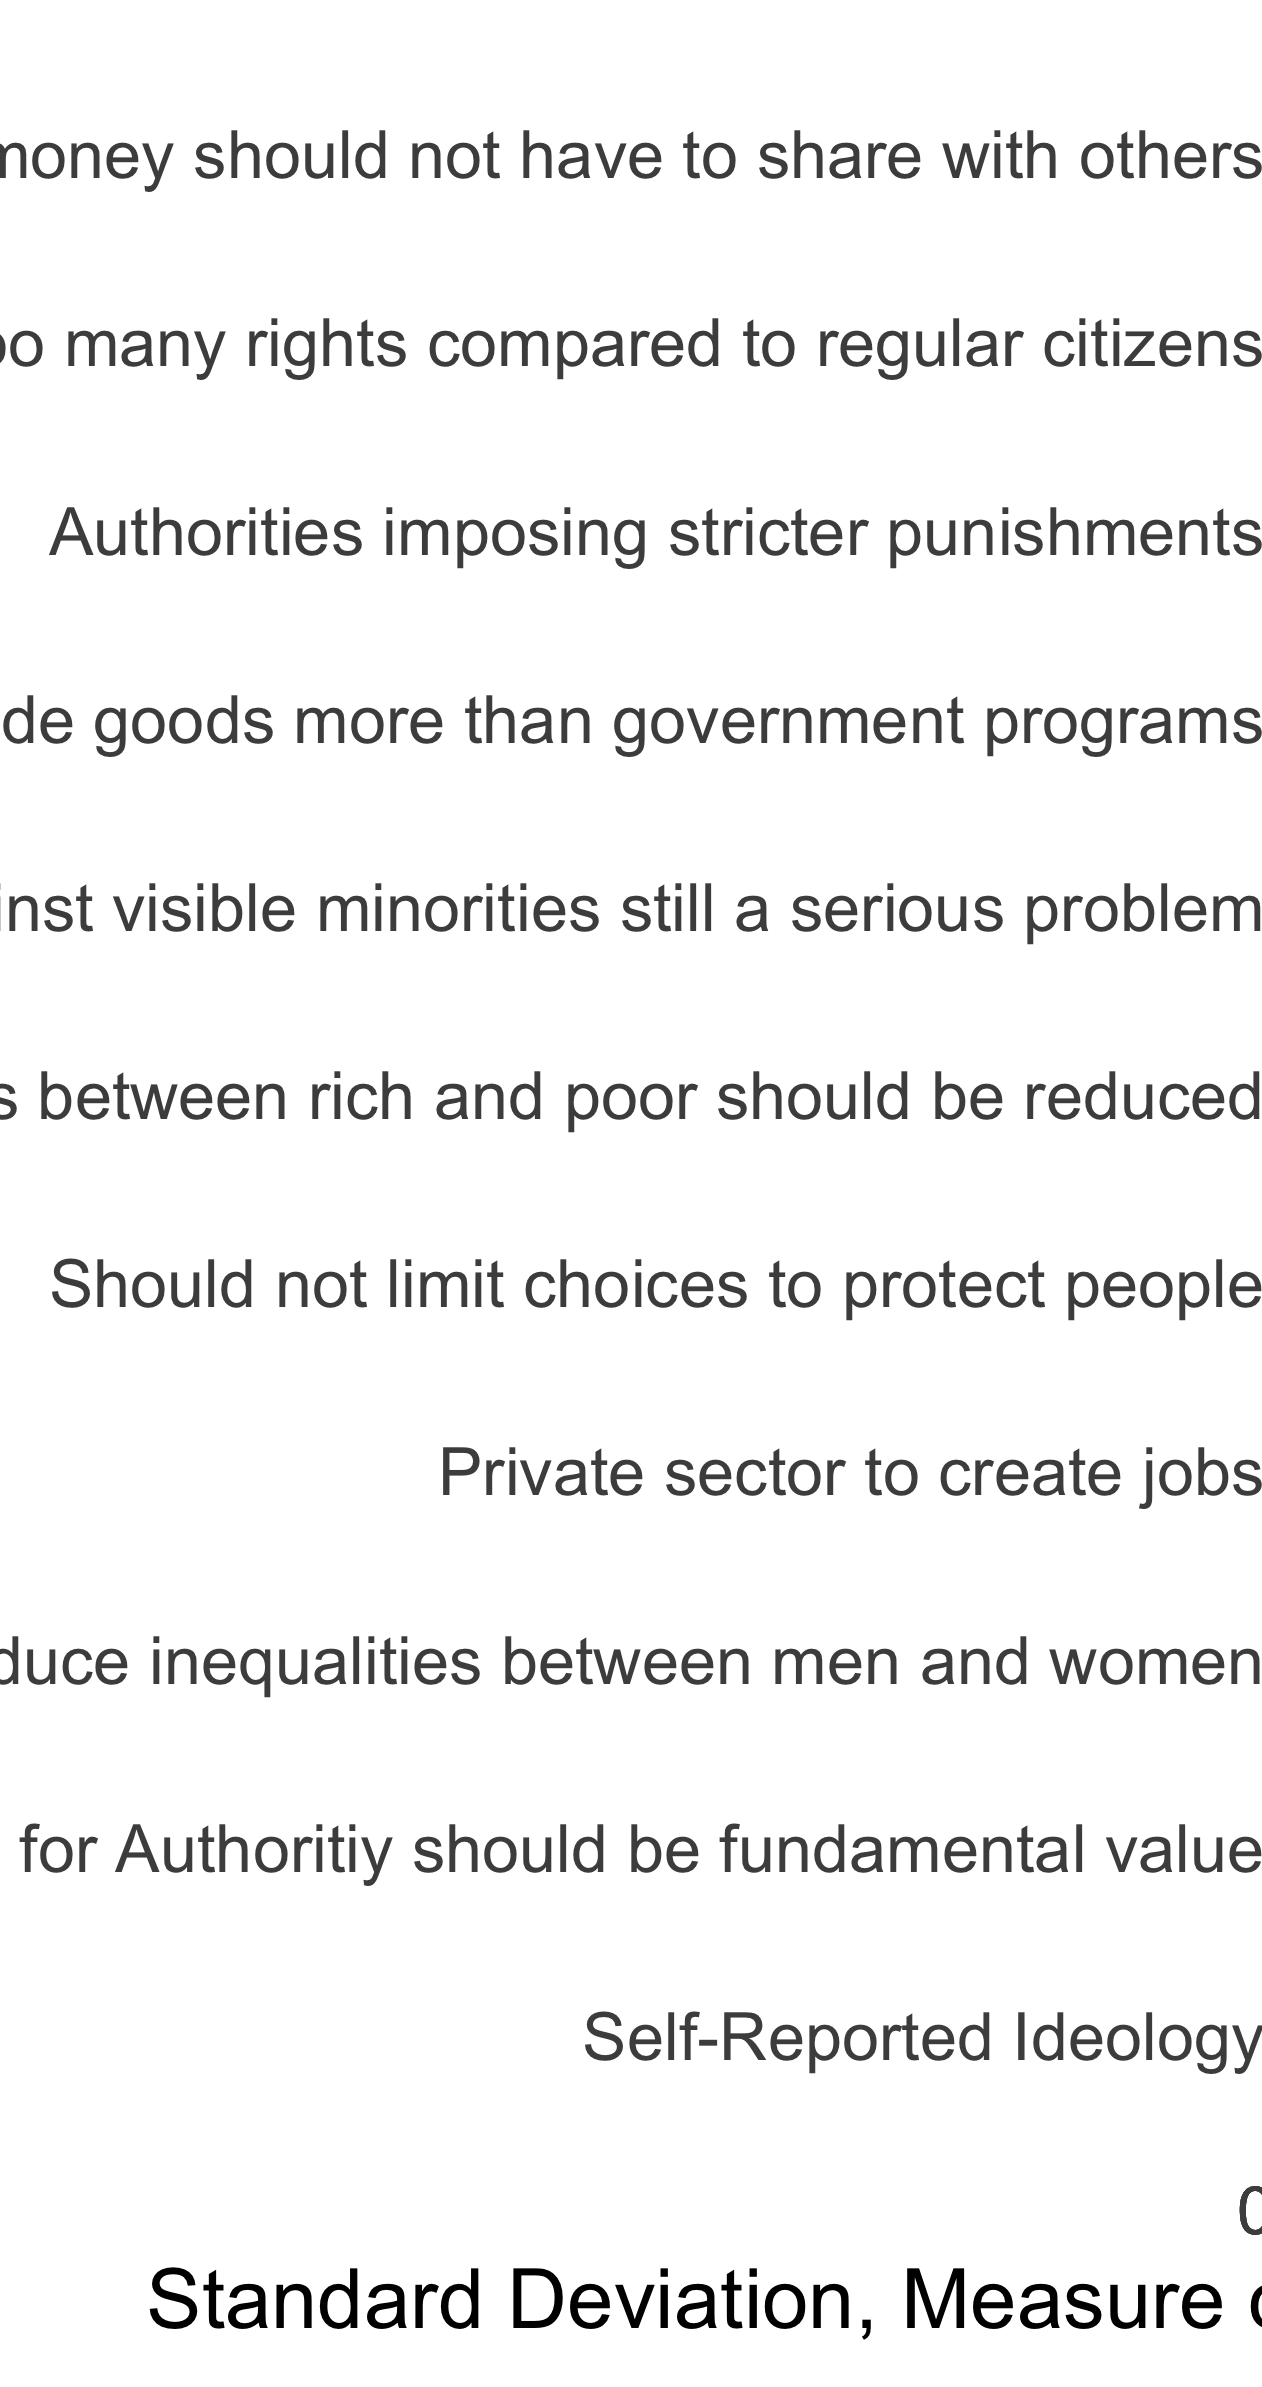 money should not have to share with others
many rights compared to regular citizens
Authorities imposing stricter punishments
goods more than government programs
visible minorities still a serious problem
between rich and poor should be reduced
Should not limit choices to protect people
Private sector to create jobs
inequalities between men and women
for Authoritiy should be fundamental value
Self-Reported Ideology
0
Standard Deviation, Measure